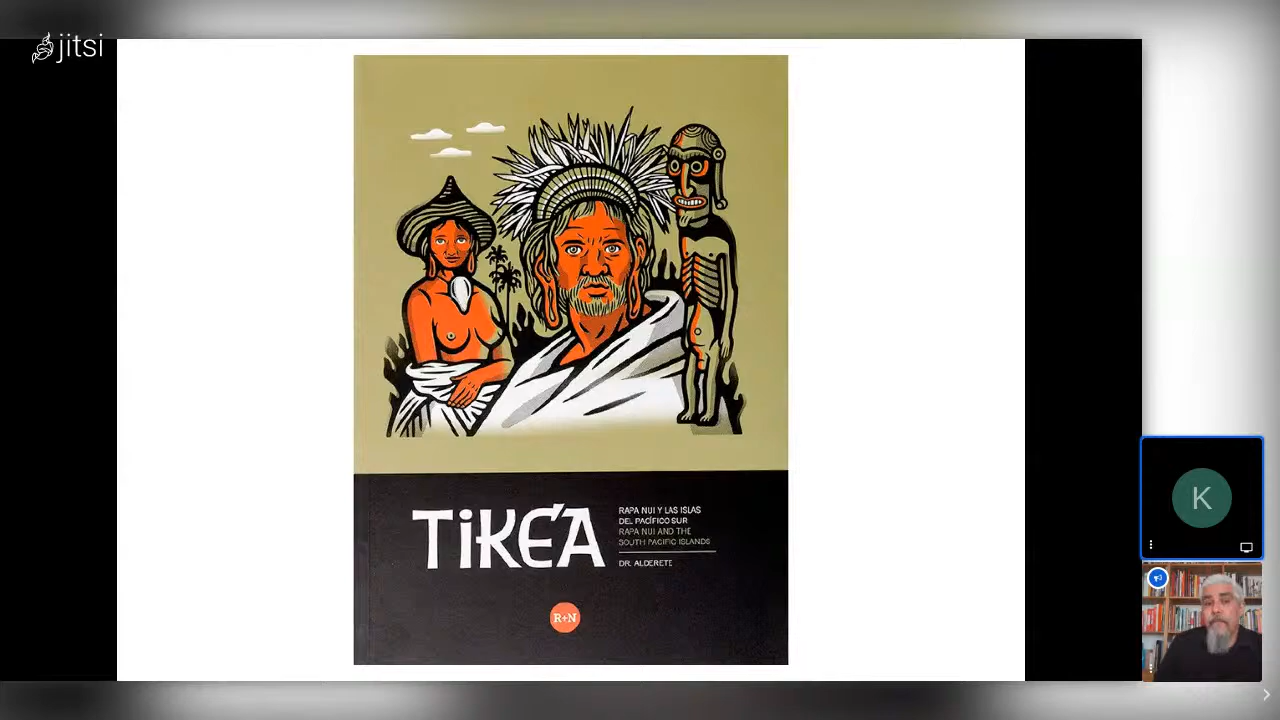 jitsi
TIKE'A
RAPA NUI Y LAS ISLAS
DEL PACÍFICO SUR
RAPA NUI AND THE
SOUTH PACIFIC ISLANDS
DR. ALDERETE
R+N
K